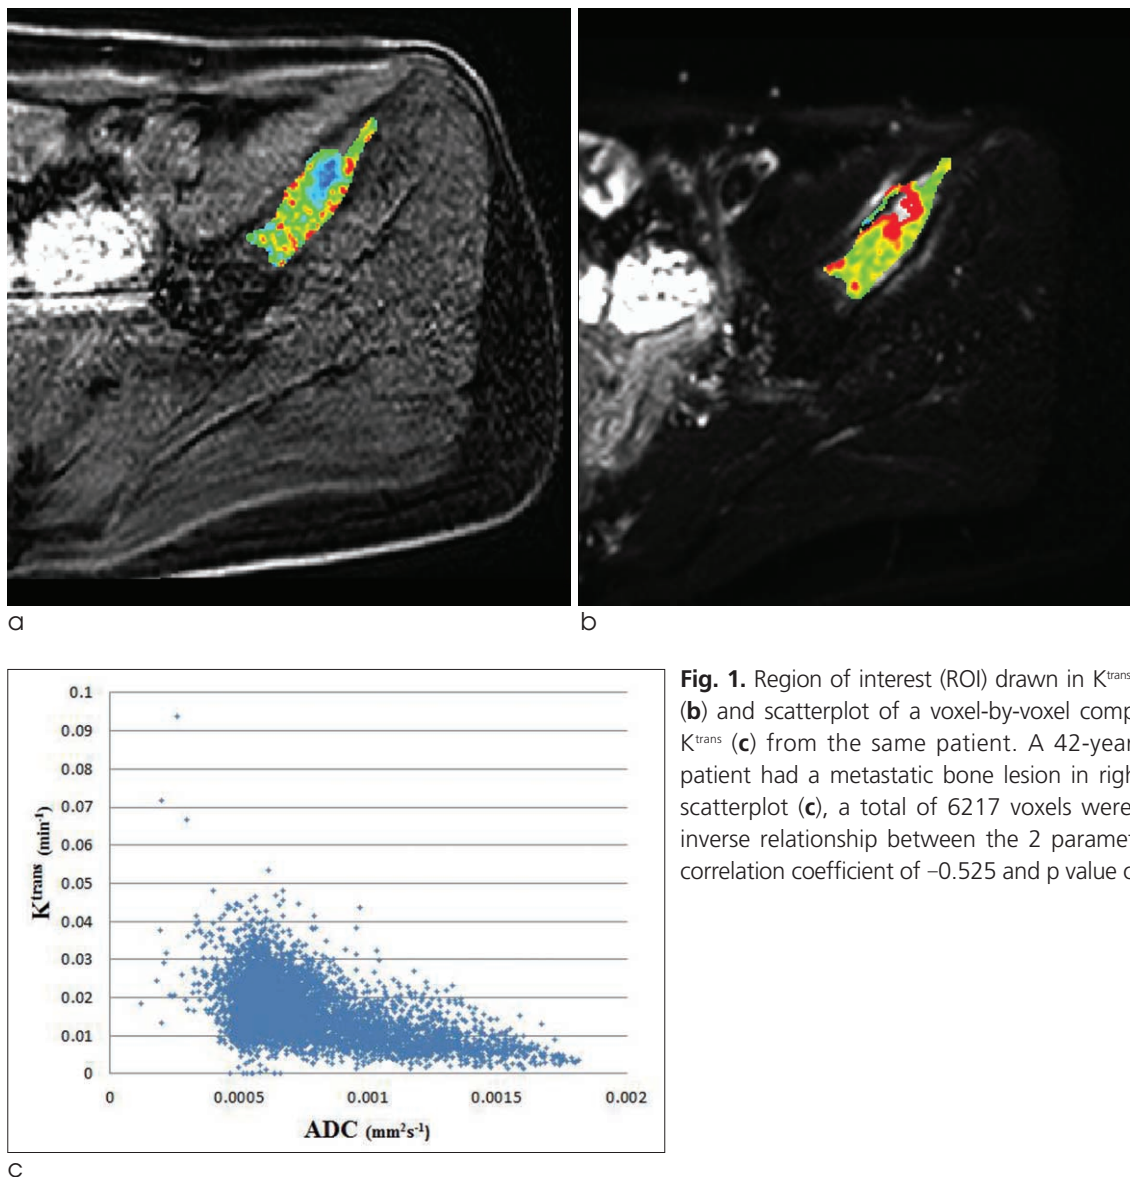 a
b
Fig. 1. Region of interest (ROI) drawn in Ktrans
(b) and scatterplot of a voxel-by-voxel comp
Ktrans (c) from the same patient. A 42-year
patient had a metastatic bone lesion in righ
scatterplot (c), a total of 6217 voxels were
inverse relationship between the 2 paramet
correlation coefficient of –0.525 and p value o
0.1
0.09
0.08
0.07
0.06
0.05
0.04
0.03
0.02
0.01
0
Ktrans (min-1)
0 0.0005 0.001 0.0015 0.002
ADC (mm2s-1)
c